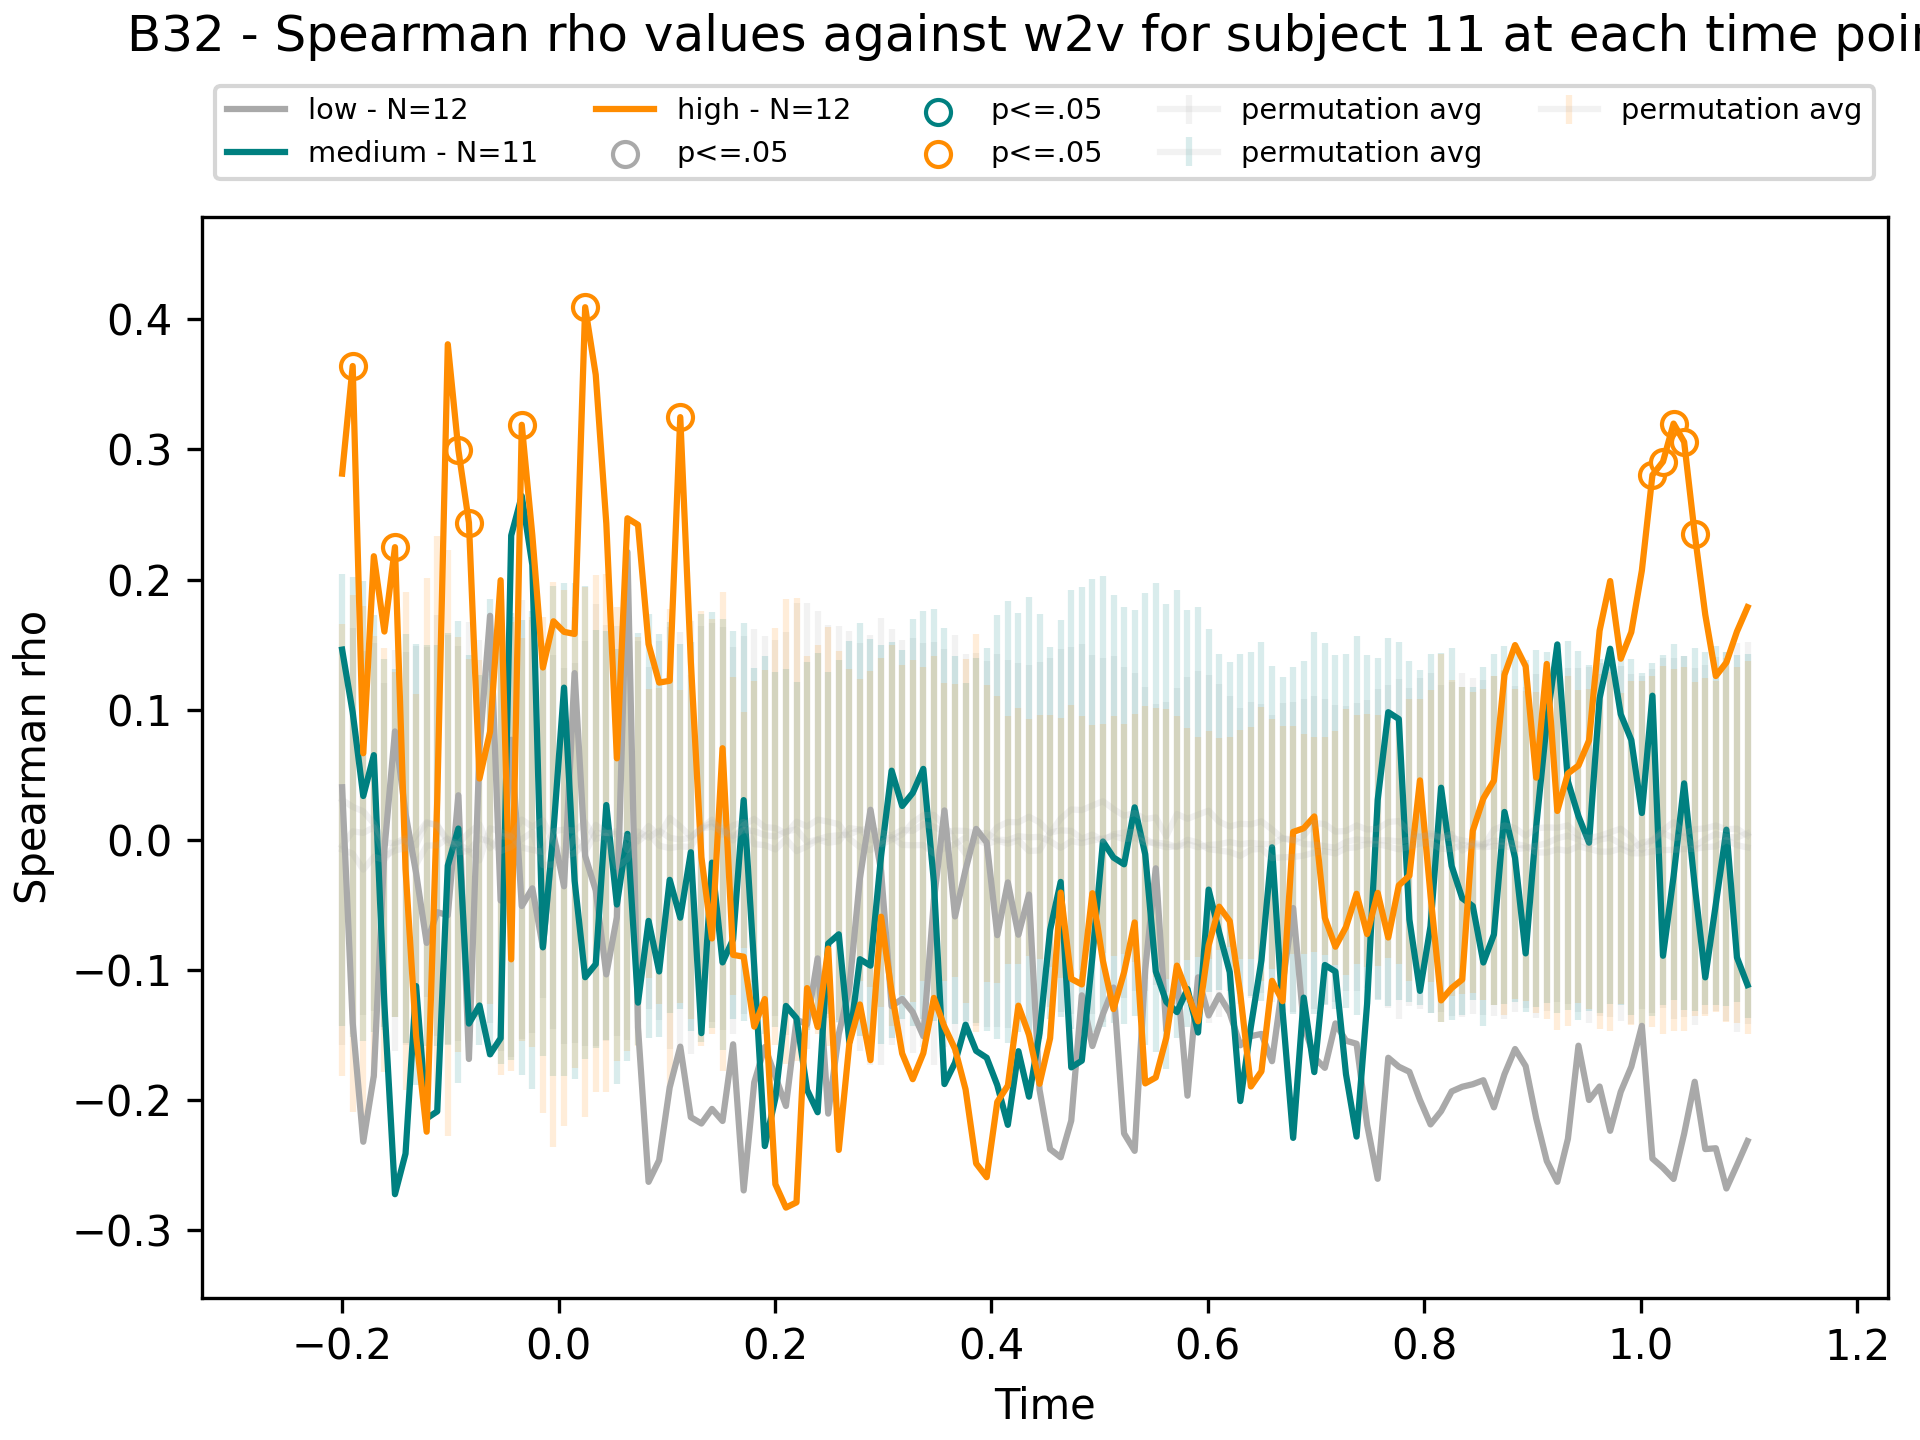 B32 - Spearman rho values against w2v for subject 11 at each time
low - N=12
medium - N=11
high - N=12
p<=.05
p<=.05
p<=.05
permutation avg
permutation avg
permutation avg
Spearman rho
0.4
0.3
0.2
0.1
0.0
−0.1
−0.2
−0.3
−0.2 0.0 0.2 0.4 0.6 0.8 1.0 1.2
Time